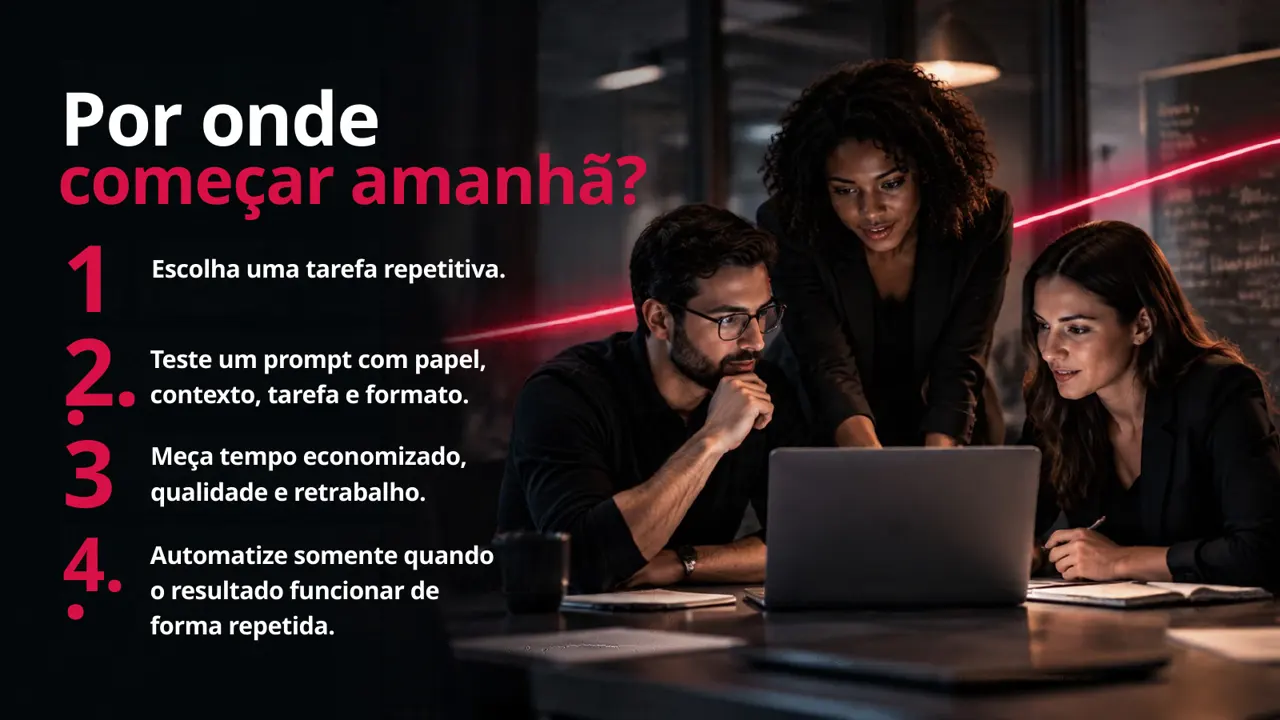 Por onde
começar amanhã?
1 Escolha uma tarefa repetitiva.
2. Teste um prompt com papel,
contexto, tarefa e formato.
3 Meça tempo economizado,
qualidade e retrabalho.
4. Automatize somente quando
o resultado funcionar de
forma repetida.